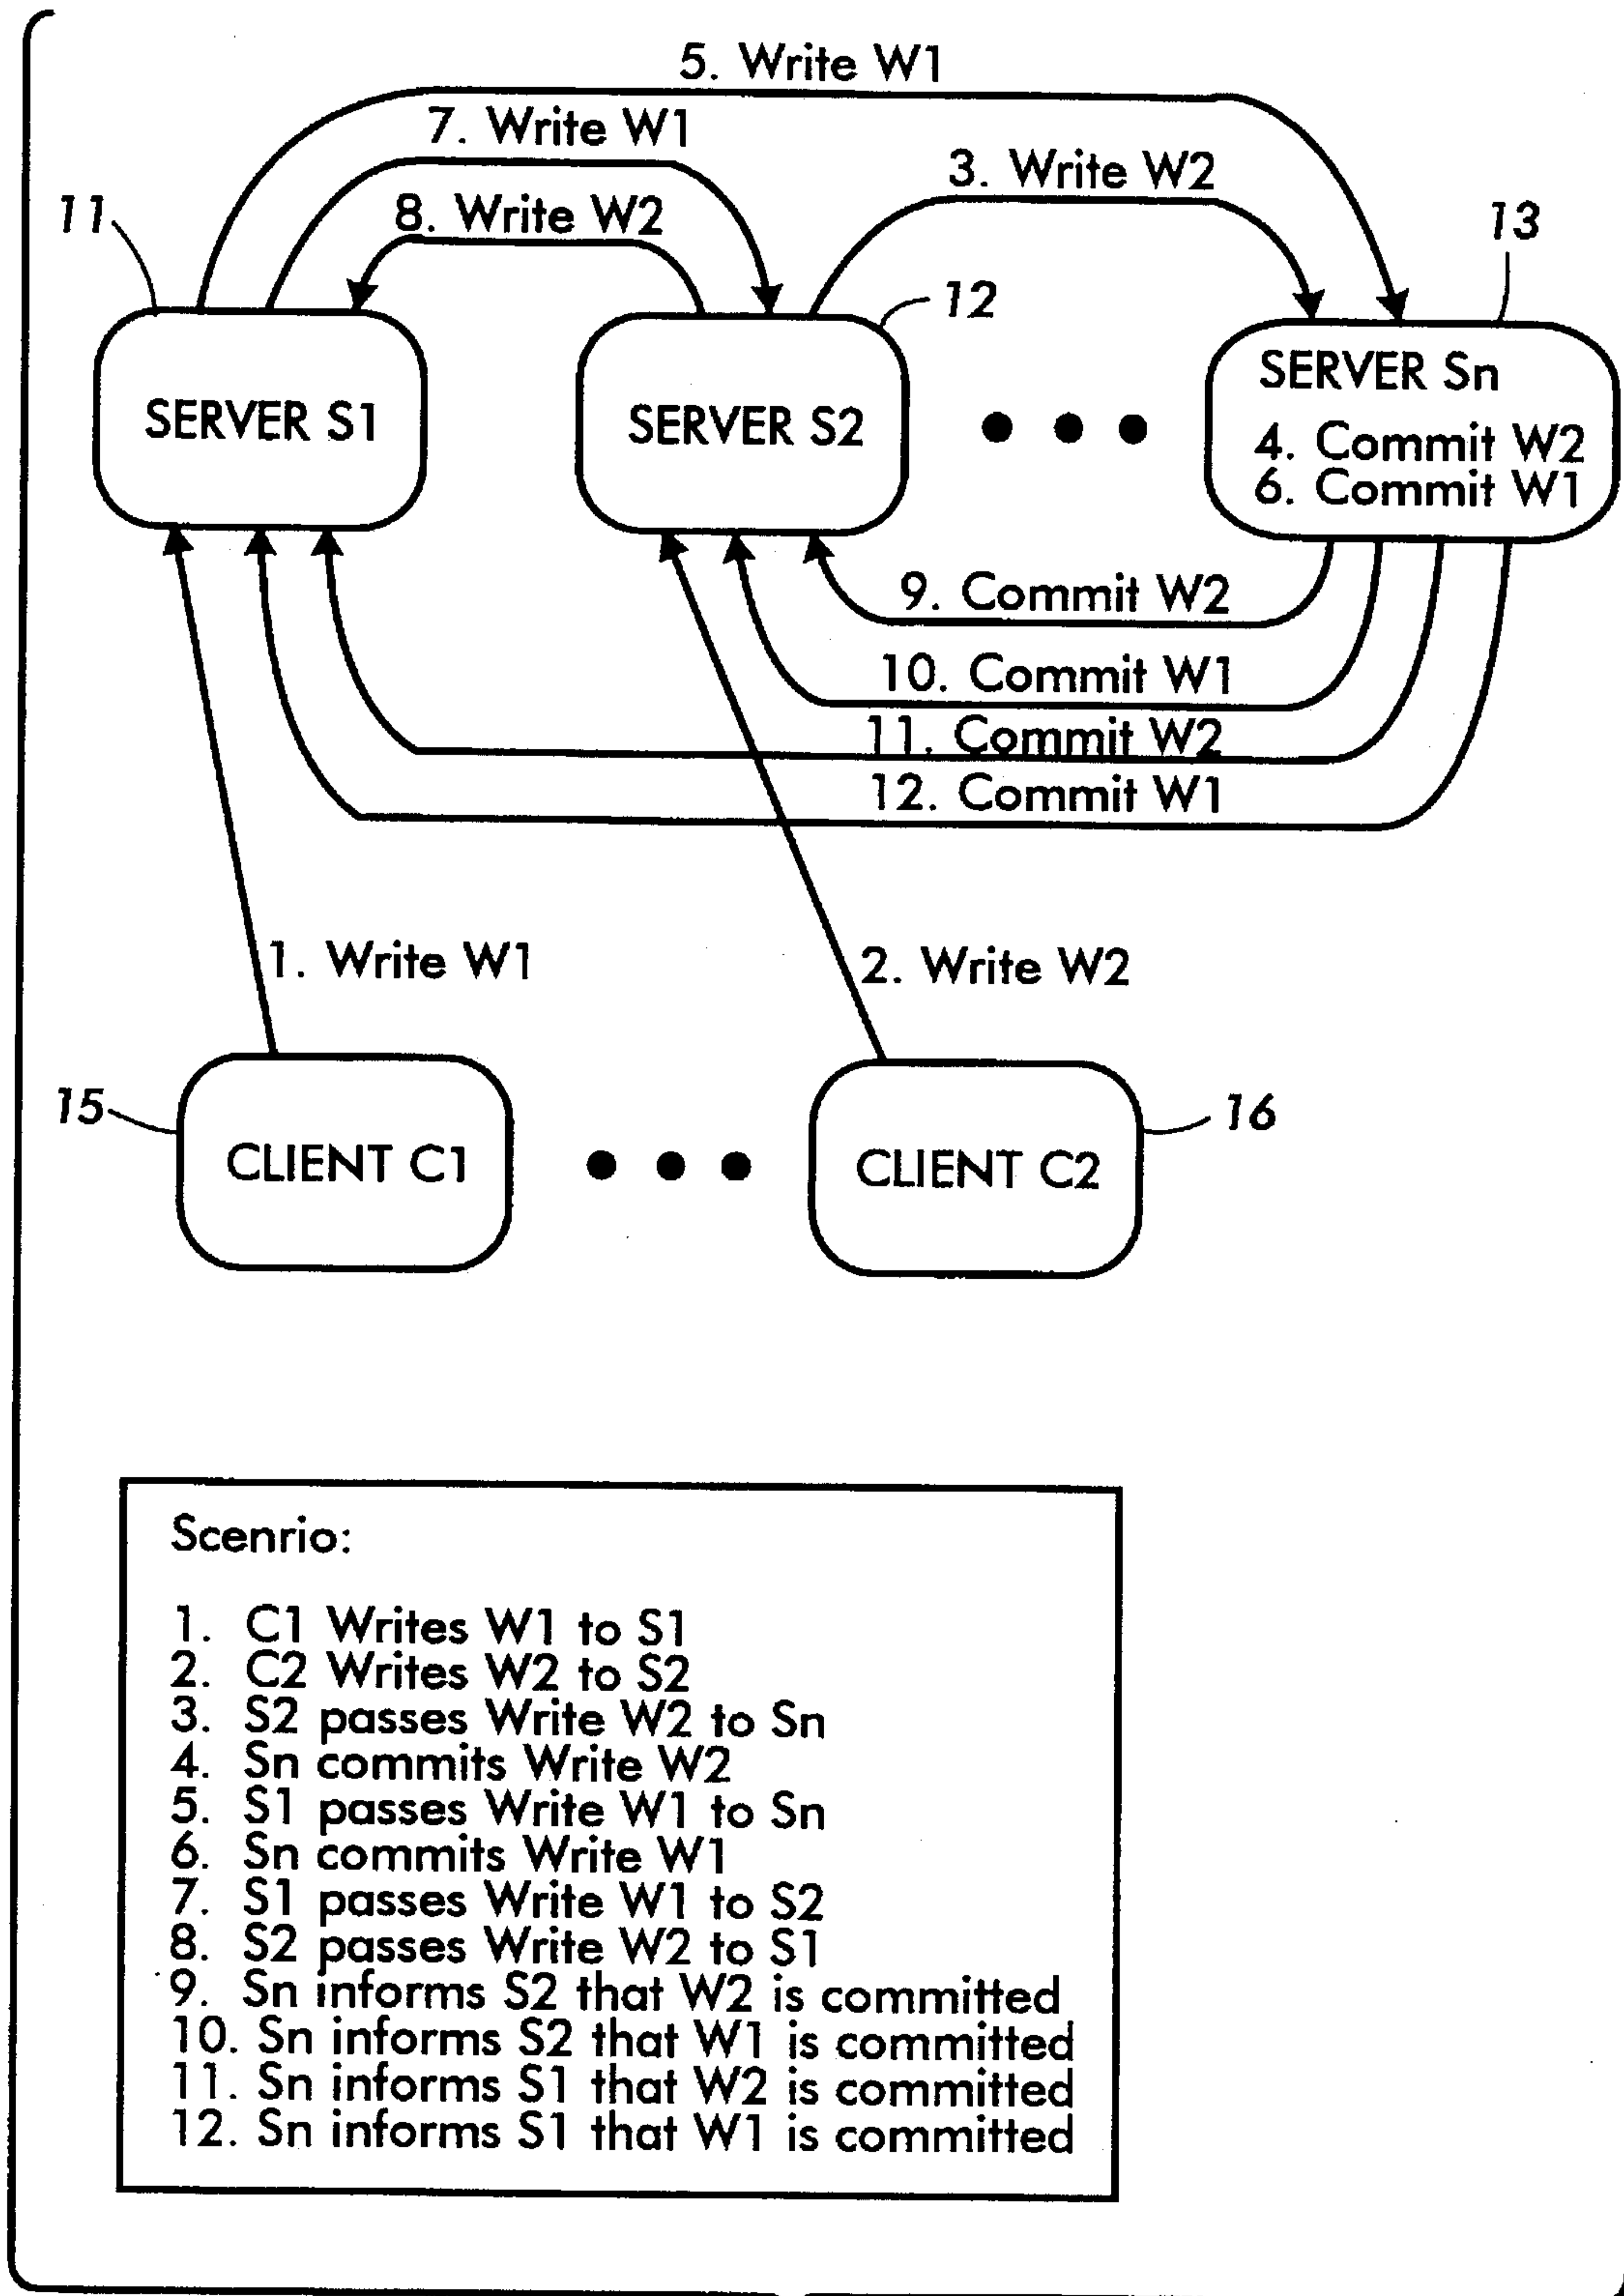 5. Write W1
7. Write W1
3. Write W2
8. Write W2
11
12
13
SERVER S1
SERVER S2
SERVER Sn
4. Commit W2
6. Commit W1
9. Commit W2
10. Commit W1
11. Commit W2
12. Commit W1
1. Write W1
2. Write W2
15
CLIENT C1
CLIENT C2
16
Scenrio:
1. C1 Writes W1 to S1
2. C2 Writes W2 to S2
3. S2 passes Write W2 to Sn
4. Sn commits Write W2
5. S1 passes Write W1 to Sn
6. Sn commits Write W1
7. S1 passes Write W1 to S2
8. S2 passes Write W2 to S1
9. Sn informs S2 that W2 is committed
10. Sn informs S2 that W1 is committed
11. Sn informs S1 that W2 is committed
12. Sn informs S1 that W1 is committed